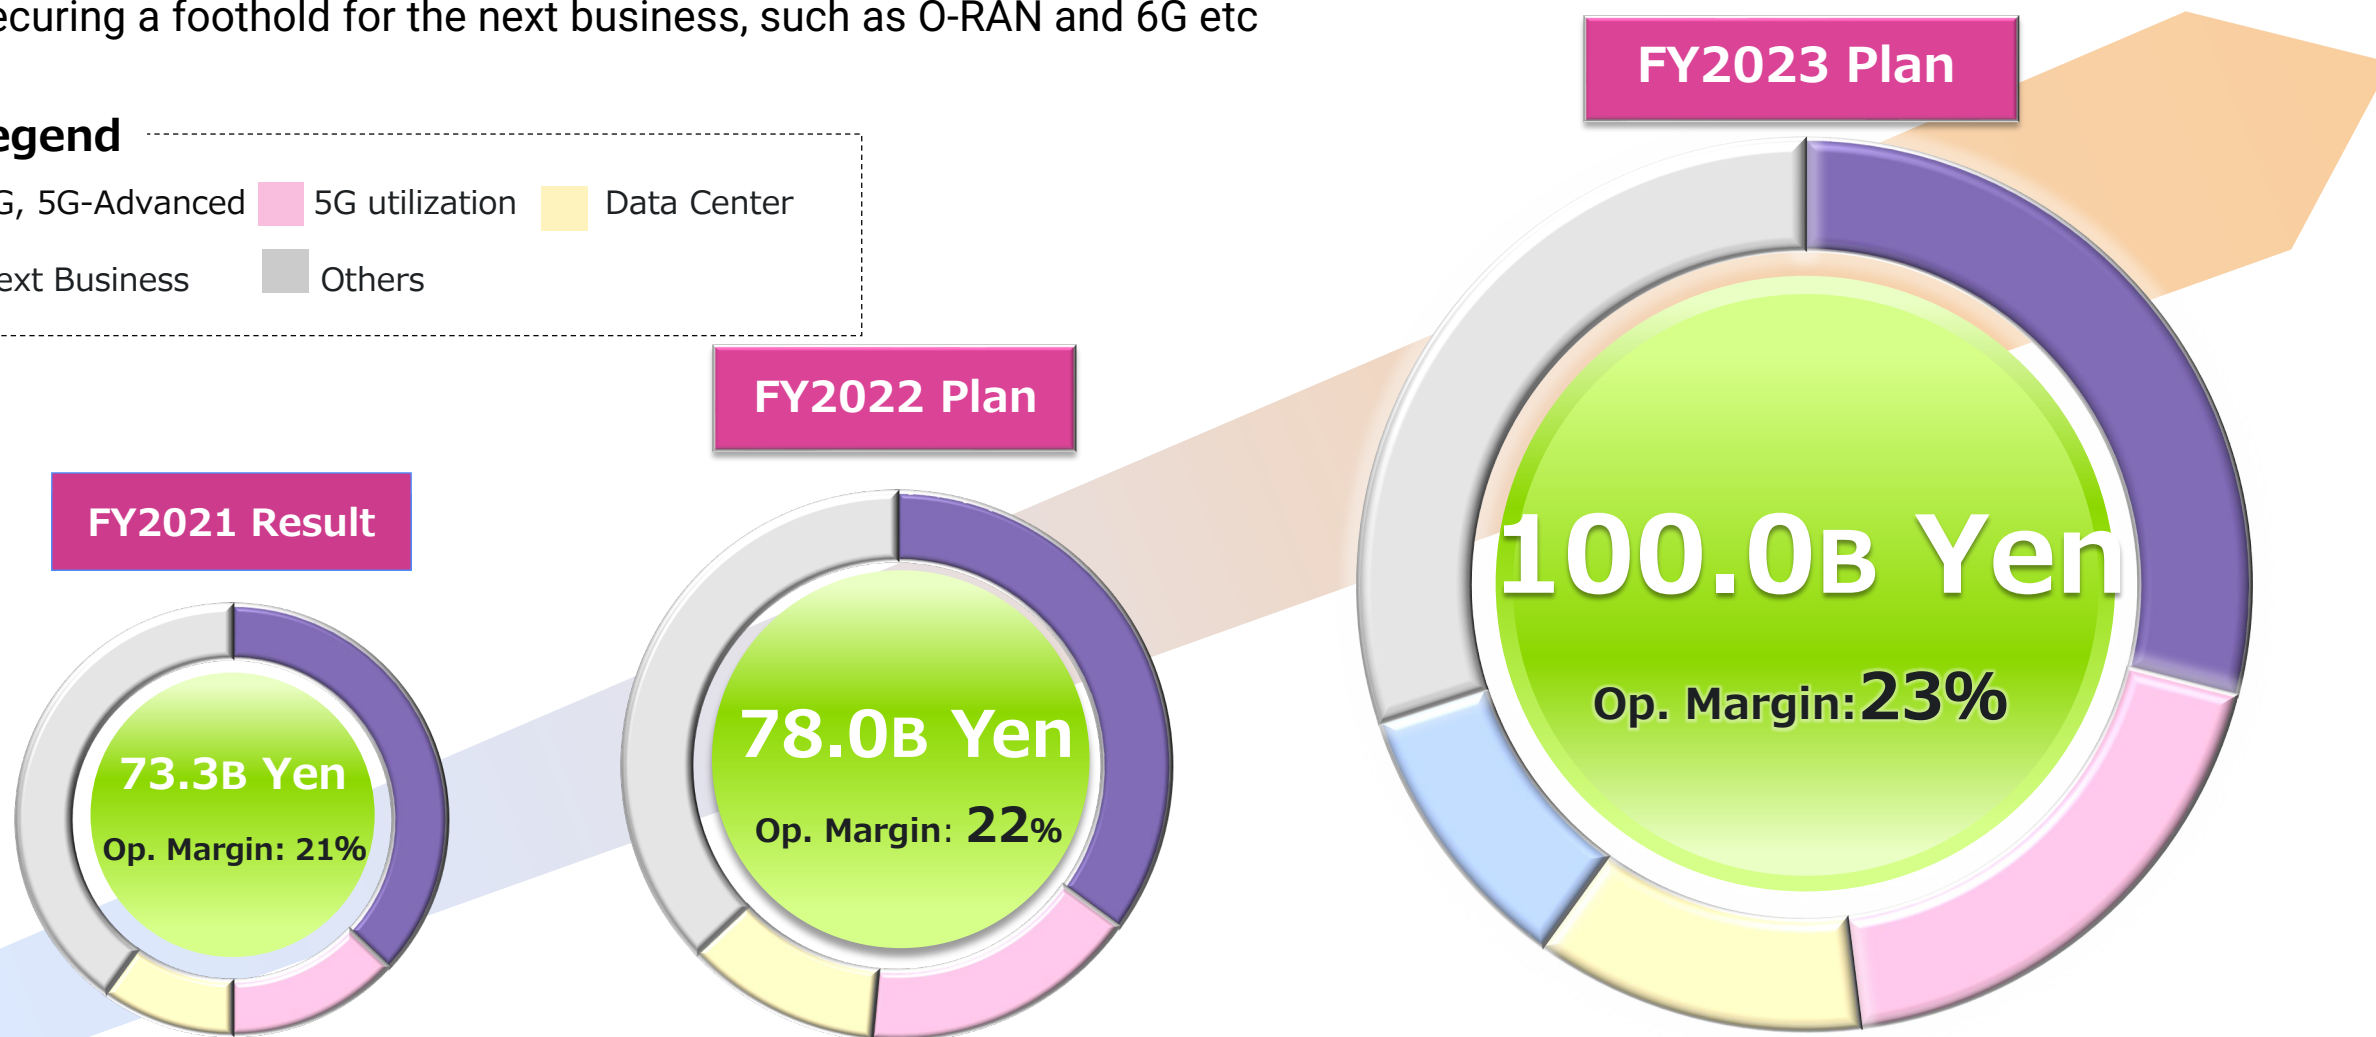 ecuring a foothold for the next business, such as O-RAN and 6G etc
FY2023 Plan
egend
G, 5G-Advanced 5G utilization Data Center
ext Business Others
FY2022 Plan
FY2021 Result
100.0B Yen
Op. Margin:23%
78.0B Yen
Op. Margin: 22%
73.3B Yen
Op. Margin: 21%